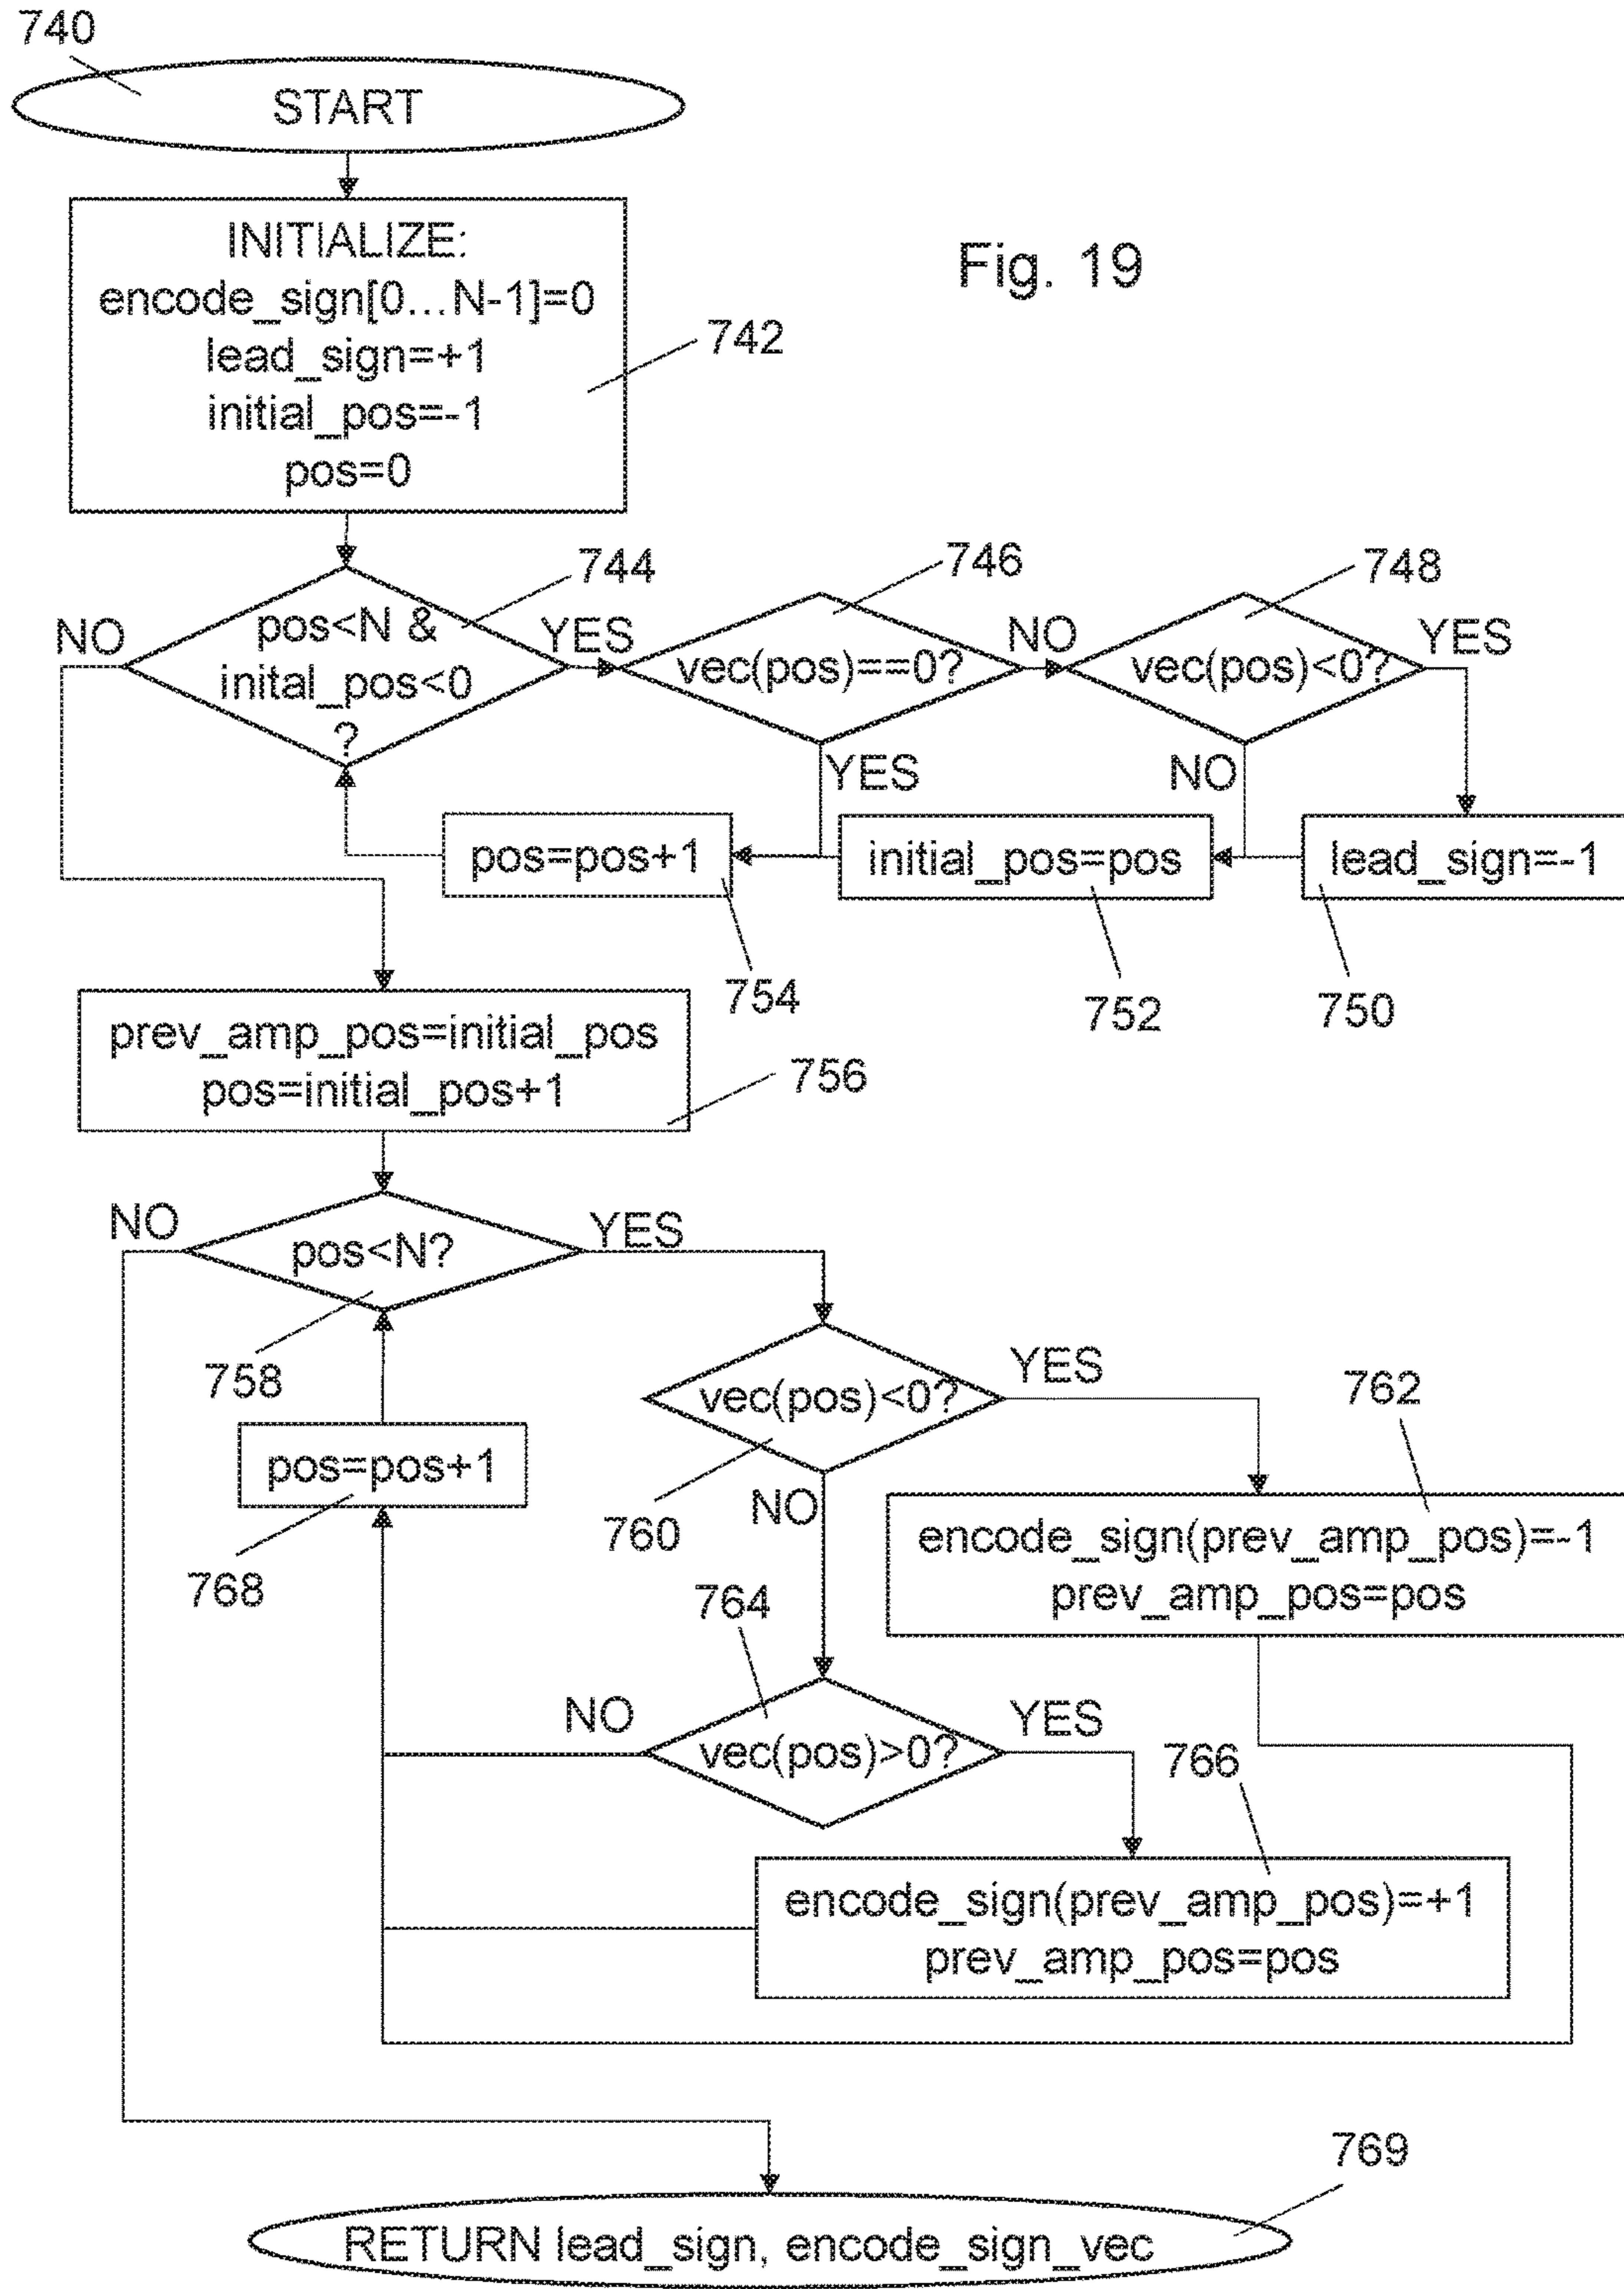 740
START
INITIALIZE:
encode_sign[0...N-1]=0
lead_sign=+1
initial_pos=-1
pos=0
742
Fig. 19
744
746
748
NO
pos<N &
inital_pos<0
?
YES
vec(pos)==0?
NO
vec(pos)<0?
YES
YES
NO
pos=pos+1
initial_pos=pos
lead_sign=-1
754
752
750
prev_amp_pos=initial_pos
pos=initial_pos+1
756
NO
pos<N?
YES
758
vec(pos)<0?
YES
762
pos=pos+1
760
NO
encode_sign(prev_amp_pos)=-1
prev_amp_pos=pos
768
764
NO
vec(pos)>0?
YES
766
encode_sign(prev_amp_pos)=+1
prev_amp_pos=pos
769
RETURN lead_sign, encode_sign_vec